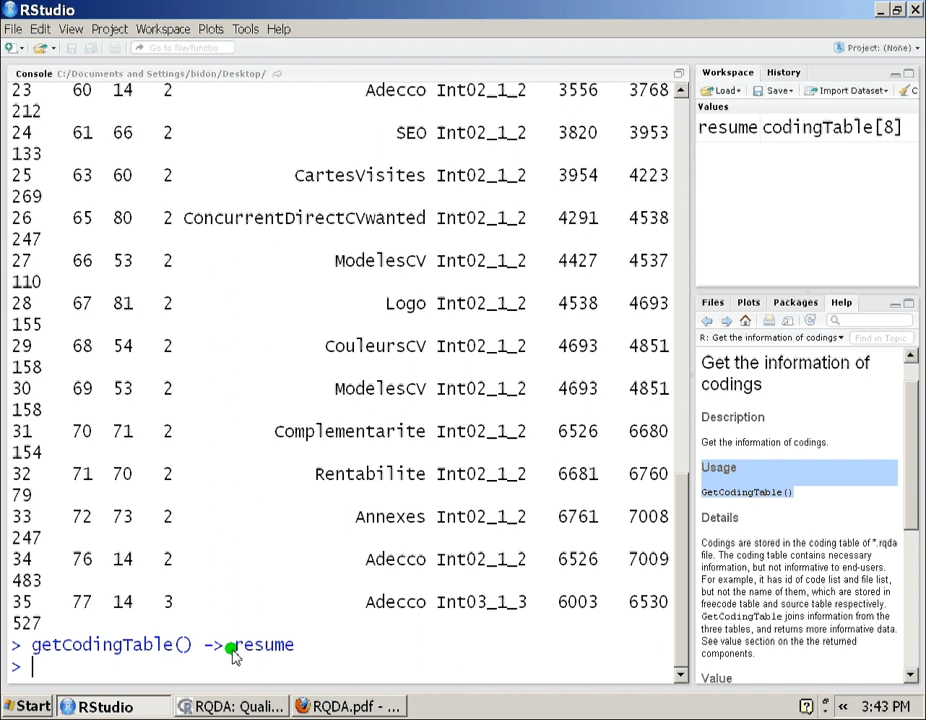 RStudio
File Edit View Project Workspace Plots Tools Help
Go to file/functio
Project: (None)
Console C:/Documents and Settings/bidon/Desktop/
23 60 14 2 Adecco Int02_1_2 3556 3768
212
24 61 66 2 SEO Int02_1_2 3820 3953
133
25 63 60 2 CartesVisites Int02_1_2 3954 4223
269
26 65 80 2 ConcurrentDirectCVwanted Int02_1_2 4291 4538
247
27 66 53 2 ModelesCV Int02_1_2 4427 4537
110
28 67 81 2 Logo Int02_1_2 4538 4693
155
29 68 54 2 CouleursCV Int02_1_2 4693 4851
158
30 69 53 2 ModelesCV Int02_1_2 4693 4851
158
31 70 71 2 Complementarite Int02_1_2 6526 6680
154
32 71 70 2 Rentabilite Int02_1_2 6681 6760
79
33 72 73 2 Annexes Int02_1_2 6761 7008
247
34 76 14 2 Adecco Int02_1_2 6526 7009
483
35 77 14 3 Adecco Int03_1_3 6003 6530
527
> getCodingTable() -> resume
>
Workspace History
Load Save Import Dataset C
Values
resume codingTable[8]
Files Plots Packages Help
R: Get the information of codings Find in Topic
Get the information of
codings
Description
Get the information of codings.
Usage
GetCodingTable()
Details
Codings are stored in the coding table of *.rqda
file. The coding table contains necessary
information, but not informative to end-users.
For example, it has id of code list and file list,
but not the name of them, which are stored in
freecode table and source table respectively.
GetCodingTable joins information from the
three tables, and returns more informative data.
See value section on the the returned
components.
Value
Start RStudio RQDA: Quali... RQDA.pdf - ... « 3:43 PM